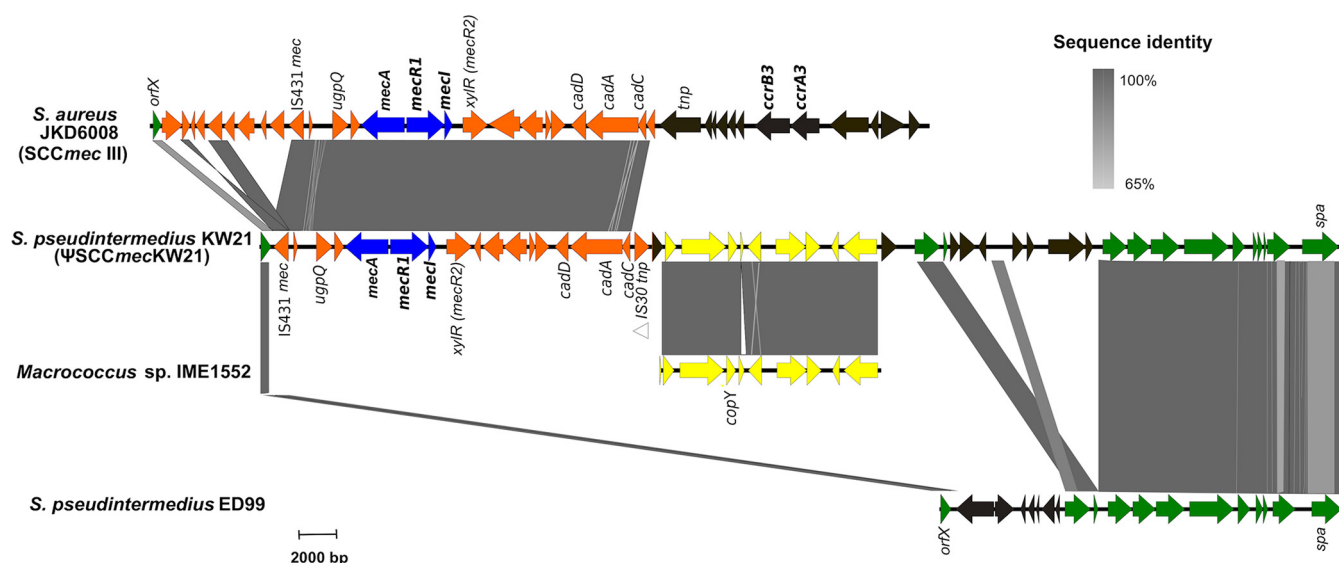 Sequence identity
100%
65%
orfX
IS431 mec
ugpQ
mecA
mecR1
mecI
xylR (mecR2)
cadD
cadA
cadC
tnp
ccrB3
ccrA3
S. aureus
JKD6008
(SCCmec III)
spa
S. pseudintermedius KW21
(ΨSCCmecKW21)
IS431 mec
ugpQ
mecA
mecR1
mecI
xylR (mecR2)
cadD
cadA
cadC
△ IS30 tnp
Macrococcus sp. IME1552
copY
S. pseudintermedius ED99
orfX
spa
2000 bp